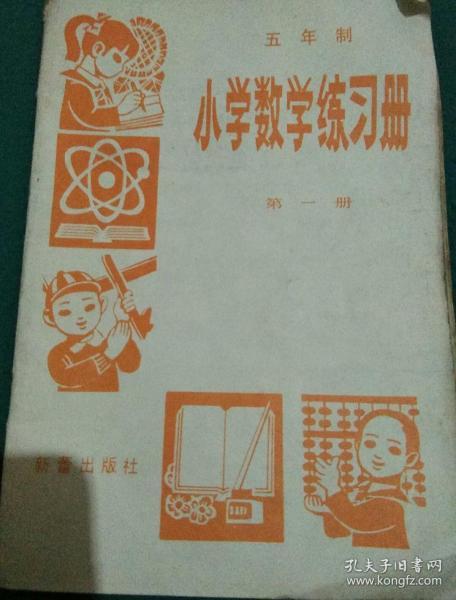 五年制
小学数学练习册
第一册
新蕾出版社
孔夫子旧书网
www.kongfz.com